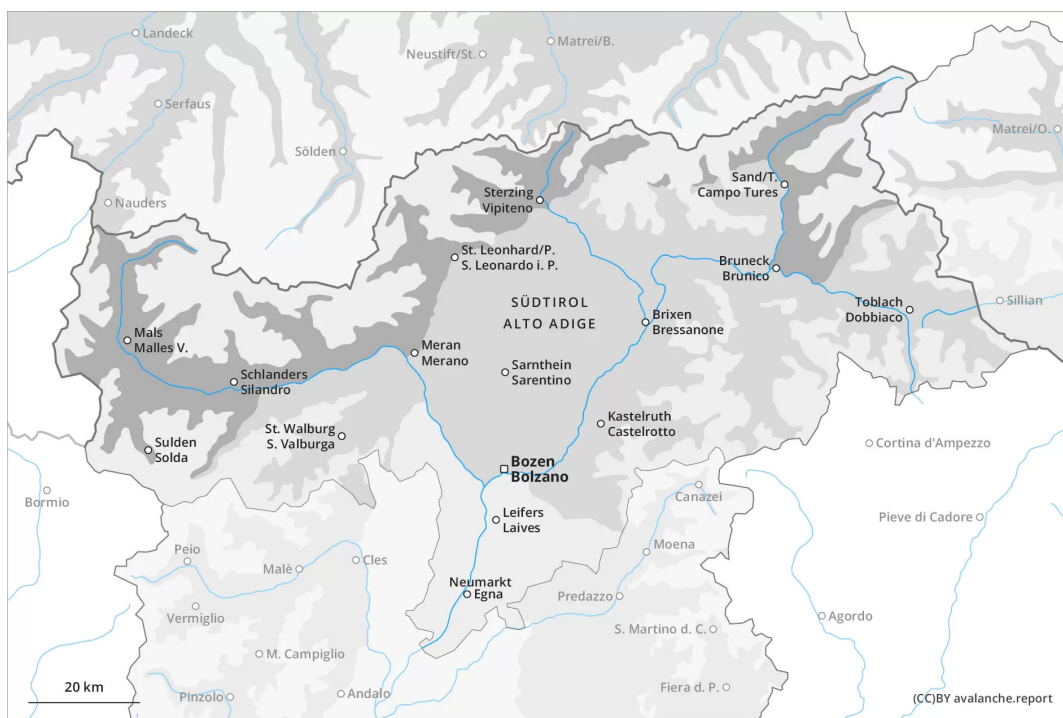 Landeck
Matrei/B.
Neustift/St.
Serfaus
Matrei/O.
Sölden
Sand/T.
Campo Tures
Sterzing
Vipiteno
Nauders
St. Leonhard/P.
S. Leonardo i. P.
Bruneck
Brunico
SÜDTIROL
ALTO ADIGE
Toblach
Dobbiaco
Sillian
Brixen
Bressanone
Mals
Malles V.
Meran
Merano
Sarnthein
Sarentino
Schlanders
Silandro
Kastelruth
Castelrotto
St. Walburg
S. Valburga
Sulden
Solda
Cortina d'Ampezzo
Bozen
Bolzano
Bormio
Canazei
Leifers
Laives
Pieve di Cadore
Moena
Peio
Cles
Malè
Neumarkt
Egna
Predazzo
Vermiglio
Agordo
S. Martino d. C.
M. Campiglio
20 km
Pinzolo
Andalo
Fiera d. P.
(CC)BY avalanche.report